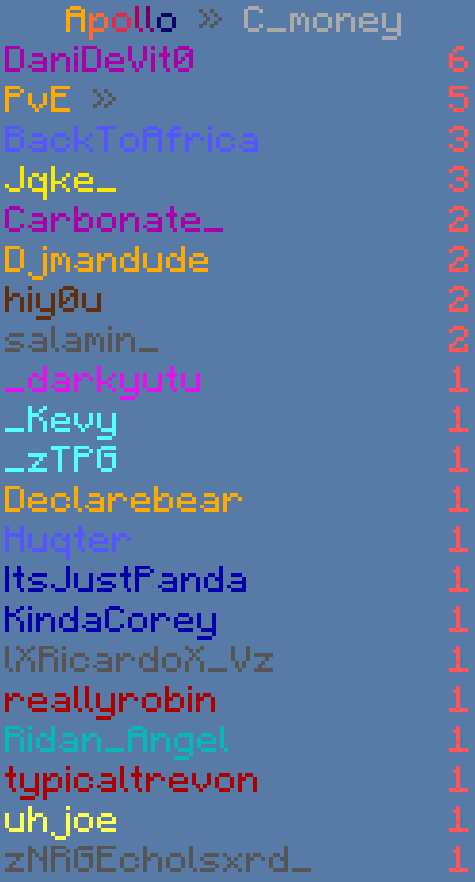 Apollo » C_money
DaniDeVit0 6
PvE » 5
BackToAfrica 3
Jqke_ 3
Carbonate_ 2
Djmandude 2
hiy0u 2
salamin_ 2
_darkyutu 1
_Kevy 1
_zTPG 1
Declarebear 1
Huqter 1
ItsJustPanda 1
KindaCorey 1
lXRicardoX_Vz 1
reallyrobin 1
Ridan_Angel 1
typicaltrevon 1
uhjoe 1
zNRGEcholsxrd_ 1